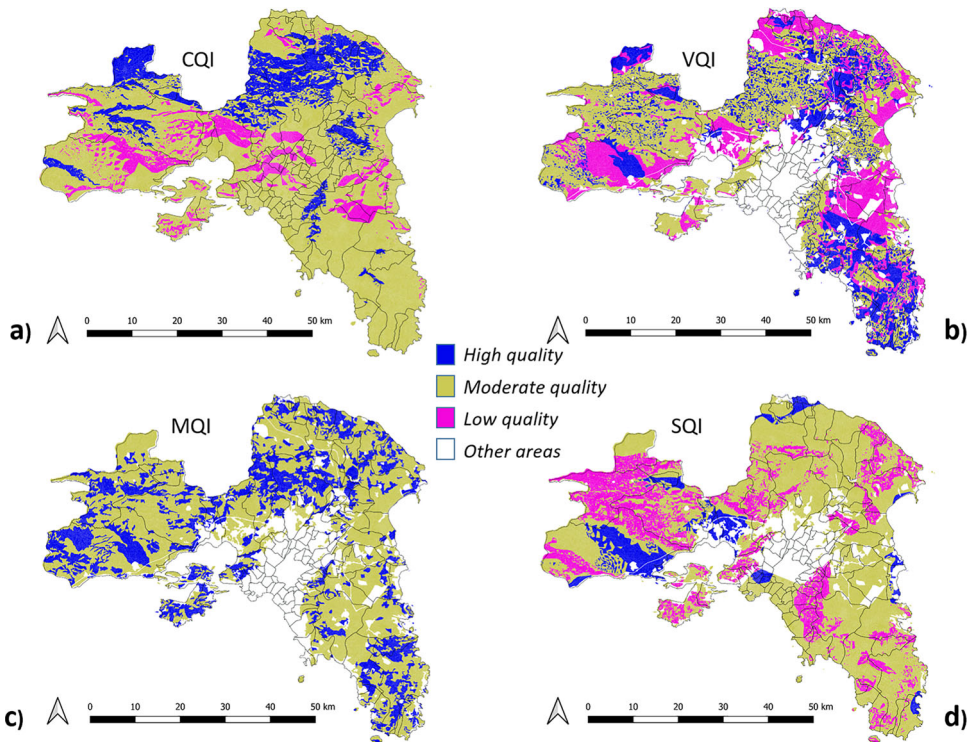 CQI
VQI
a)
0 10 20 30 40 50 km
0 10 20 30 40 50 km
b)
High quality
Moderate quality
Low quality
Other areas
MQI
SQI
c)
0 10 20 30 40 50 km
0 10 20 30 40 50 km
d)